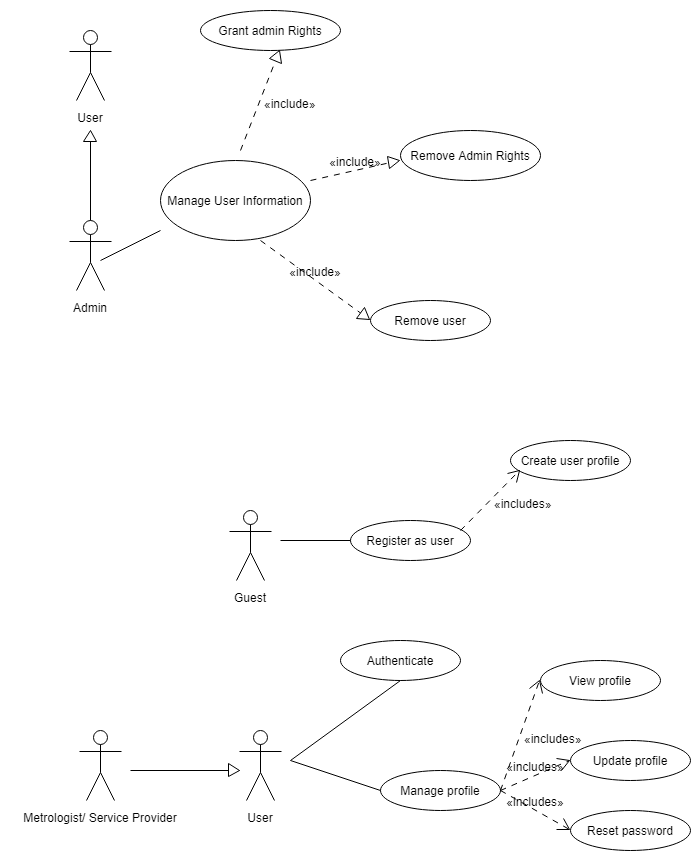 Grant admin Rights
User
«include»
«include»
Remove Admin Rights
Manage User Information
«include»
Admin
Remove user
Create user profile
«includes»
Register as user
Guest
Authenticate
View profile
«includes»
«includes»
Update profile
Manage profile
«includes»
Metrologist/ Service Provider
User
Reset password